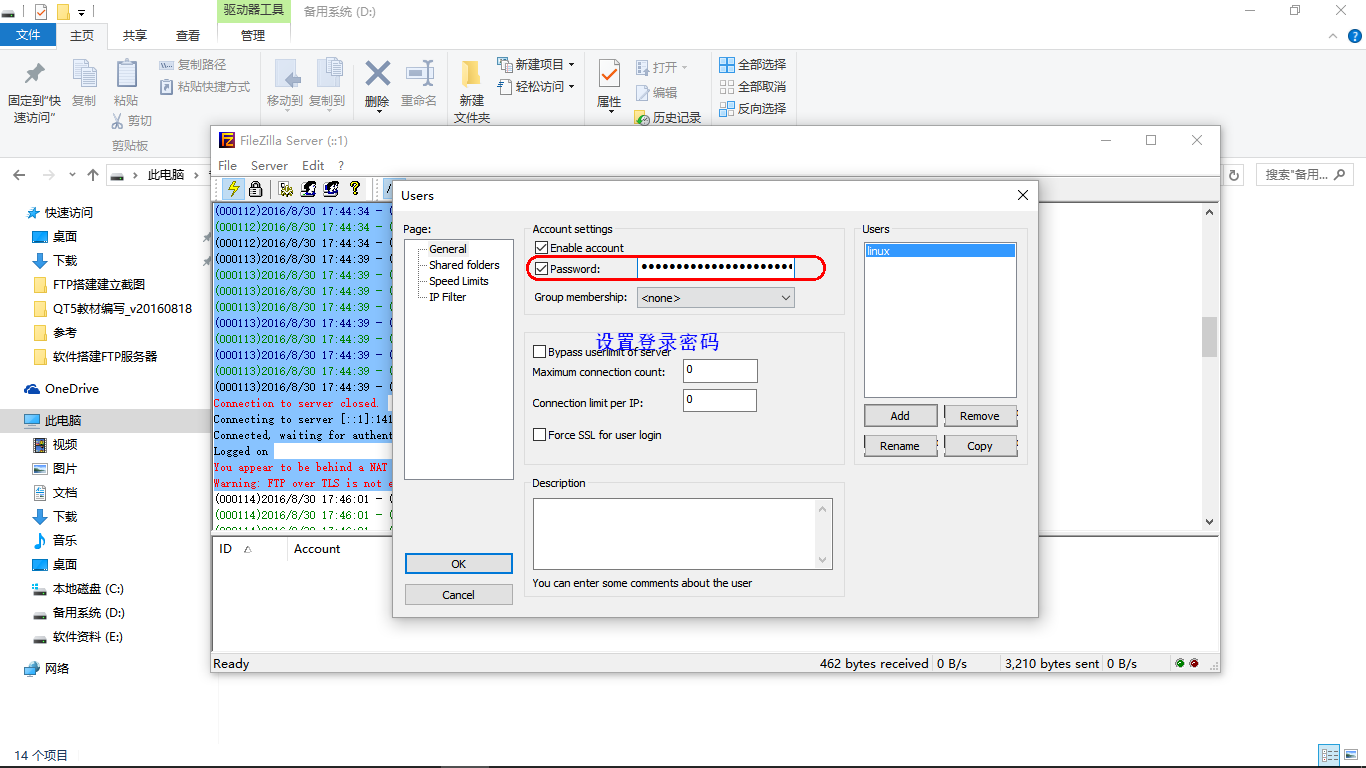 驱动器工具 备用系统 (D:)
文件 主页 共享 查看 管理
固定到"快速访问"
复制
粘贴
复制路径
粘贴快捷方式
剪切
剪贴板
移动到
复制到
删除
重命名
新建
文件夹
新建项目
轻松访问
属性
打开
编辑
历史记录
全部选择
全部取消
反向选择
此电脑
搜索"备用...
快速访问
桌面
下载
FTP搭建建立截图
QT5教材编写_v20160818
参考
软件搭建FTP服务器
OneDrive
此电脑
视频
图片
文档
下载
音乐
桌面
本地磁盘 (C:)
备用系统 (D:)
软件资料 (E:)
网络
14 个项目
FileZilla Server (::1)
File Server Edit ?
(000112)2016/8/30 17:44:34 - (
(000112)2016/8/30 17:44:34 - (
(000112)2016/8/30 17:44:34 - (
(000113)2016/8/30 17:44:39 - (
(000113)2016/8/30 17:44:39 - (
(000113)2016/8/30 17:44:39 - (
(000113)2016/8/30 17:44:39 - (
(000113)2016/8/30 17:44:39 - (
(000113)2016/8/30 17:44:39 - (
(000113)2016/8/30 17:44:39 - (
(000113)2016/8/30 17:44:39 - (
(000113)2016/8/30 17:44:39 - (
Connection to server closed.
Connecting to server [::1]:141
Connected, waiting for authent
Logged on
You appear to be behind a NAT
Warning: FTP over TLS is not e
(000114)2016/8/30 17:46:01 - (
(000114)2016/8/30 17:46:01 - (
(000114)2016/8/30 17:46:01 - (
ID Account
Ready 462 bytes received 0 B/s 3,210 bytes sent 0 B/s
Users
Page:
General
Shared folders
Speed Limits
IP Filter
OK
Cancel
Account settings
Enable account
Password: ●●●●●●●●●●●●●●●●●●●●●●
Group membership: <none>
设置登录密码
Bypass userlimit of server
Maximum connection count: 0
Connection limit per IP: 0
Force SSL for user login
Description
You can enter some comments about the user
Users
linux
Add Remove
Rename Copy